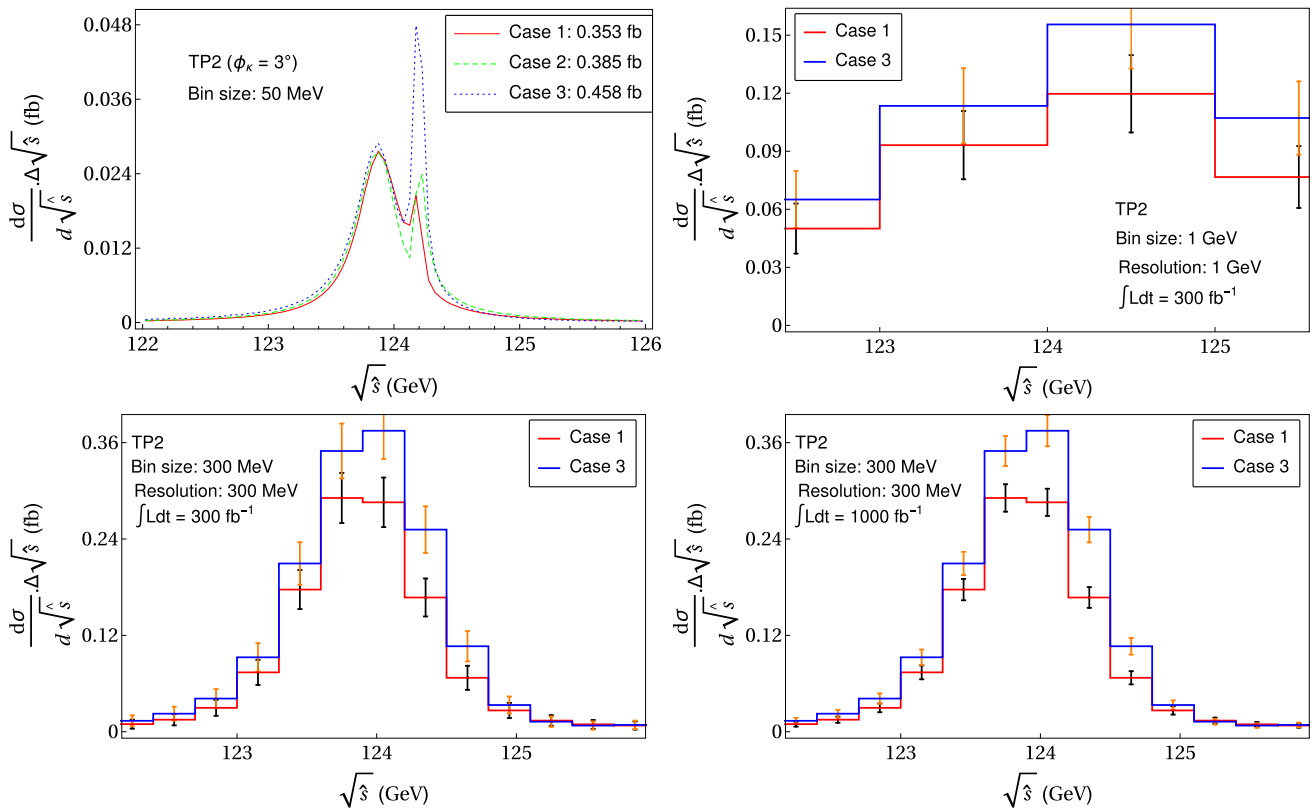 0.048
0.036
0.024
0.012
0
TP2 (ϕκ = 3°)
Bin size: 50 MeV
Case 1: 0.353 fb
Case 2: 0.385 fb
Case 3: 0.458 fb
122 123 124 125 126
√ŝ (GeV)
dσ/d√ŝ .Δ√ŝ (fb)
0.15
0.12
0.09
0.06
0.03
0
Case 1
Case 3
TP2
Bin size: 1 GeV
Resolution: 1 GeV
∫Ldt = 300 fb⁻¹
123 124 125
√ŝ (GeV)
dσ/d√ŝ .Δ√ŝ (fb)
0.36
0.24
0.12
0
TP2
Bin size: 300 MeV
Resolution: 300 MeV
∫Ldt = 300 fb⁻¹
Case 1
Case 3
123 124 125
√ŝ (GeV)
dσ/d√ŝ .Δ√ŝ (fb)
0.36
0.24
0.12
0
TP2
Bin size: 300 MeV
Resolution: 300 MeV
∫Ldt = 1000 fb⁻¹
Case 1
Case 3
123 124 125
√ŝ (GeV)
dσ/d√ŝ .Δ√ŝ (fb)